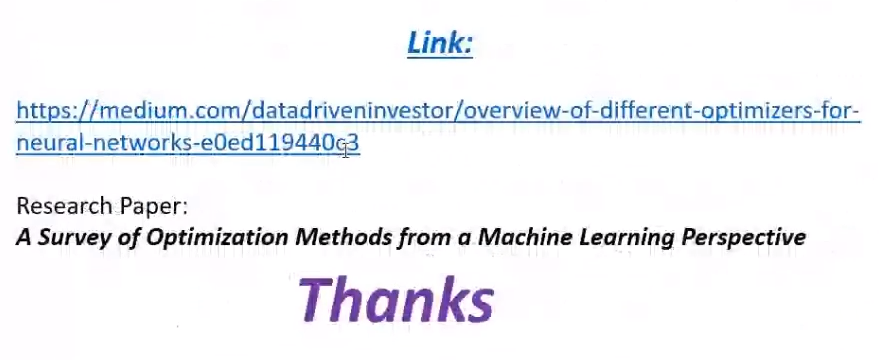 Link:
https://medium.com/datadriveninvestor/overview-of-different-optimizers-for-
neural-networks-e0ed119440c3
Research Paper:
A Survey of Optimization Methods from a Machine Learning Perspective
Thanks